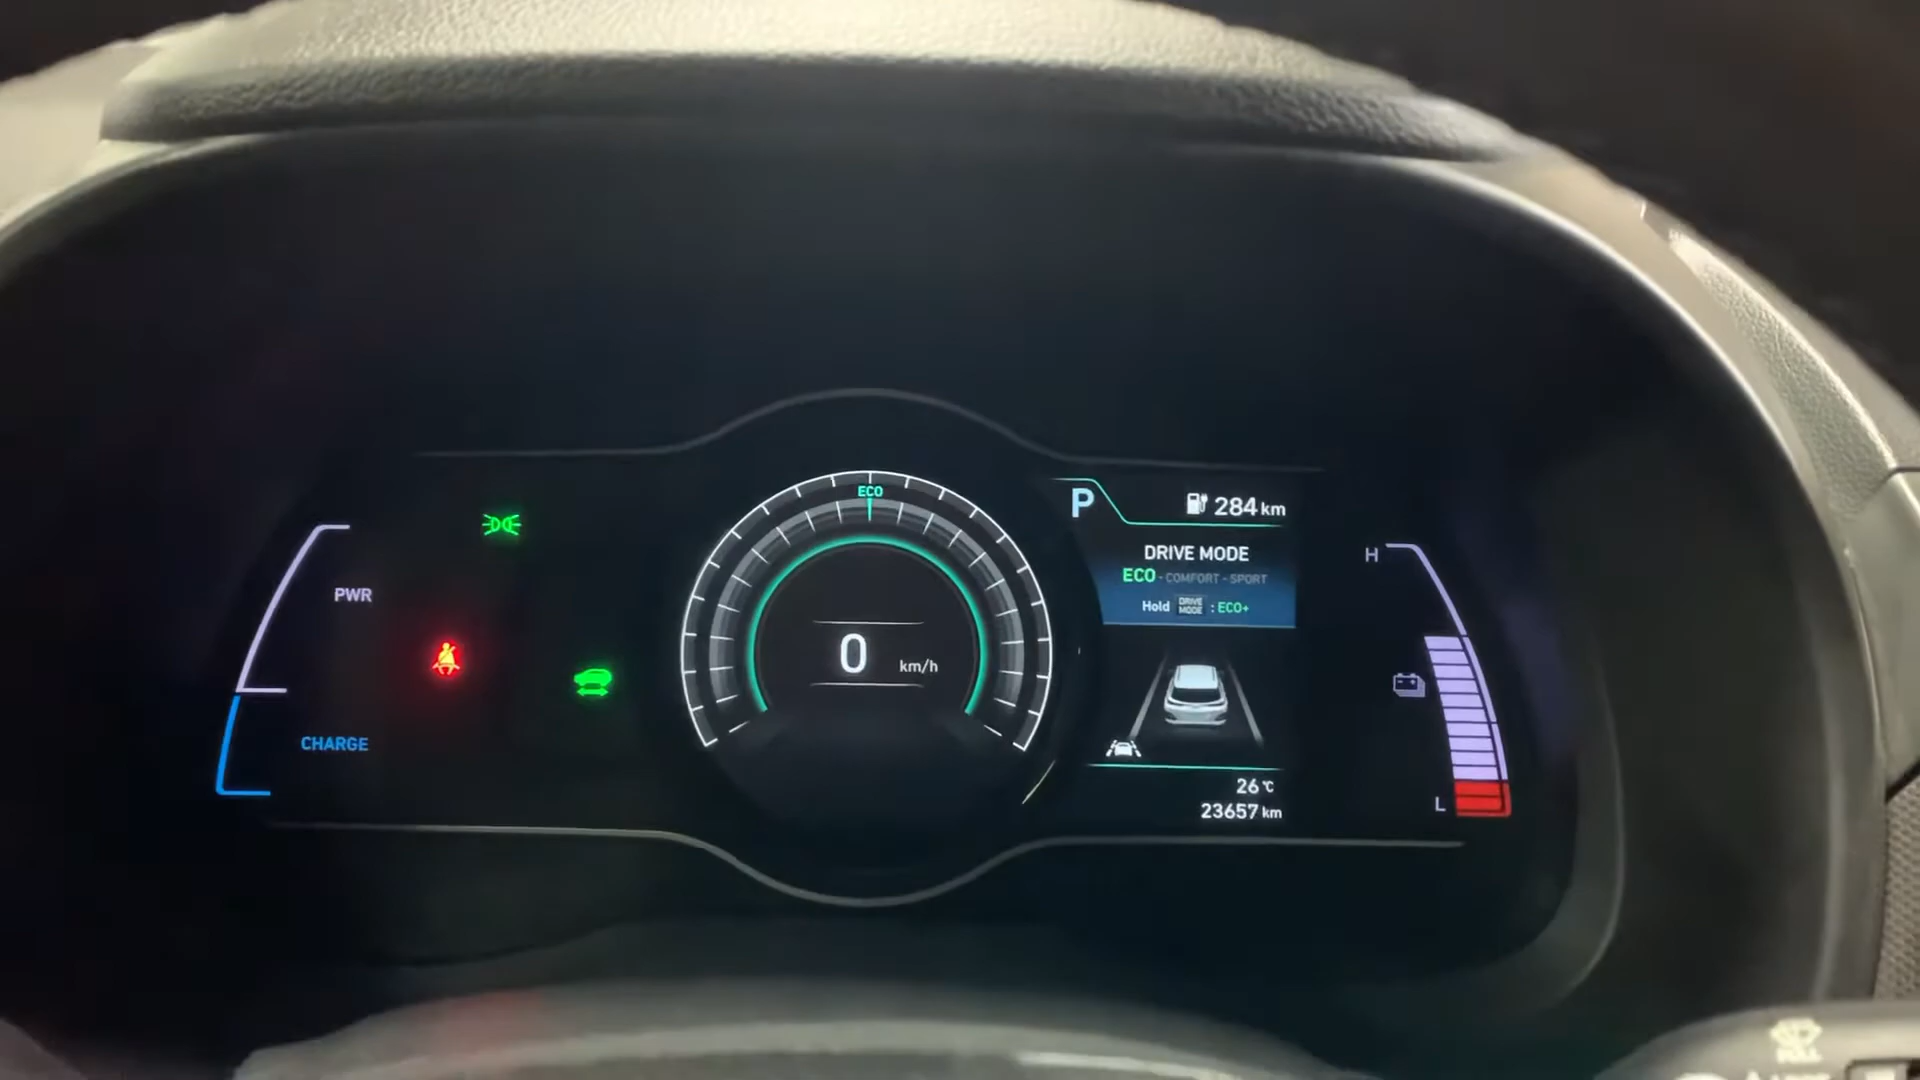 ECO
P
284 km
DRIVE MODE
ECO - COMFORT - SPORT
Hold DRIVE MODE : ECO+
H
PWR
0 km/h
CHARGE
26 ℃
L
23657 km